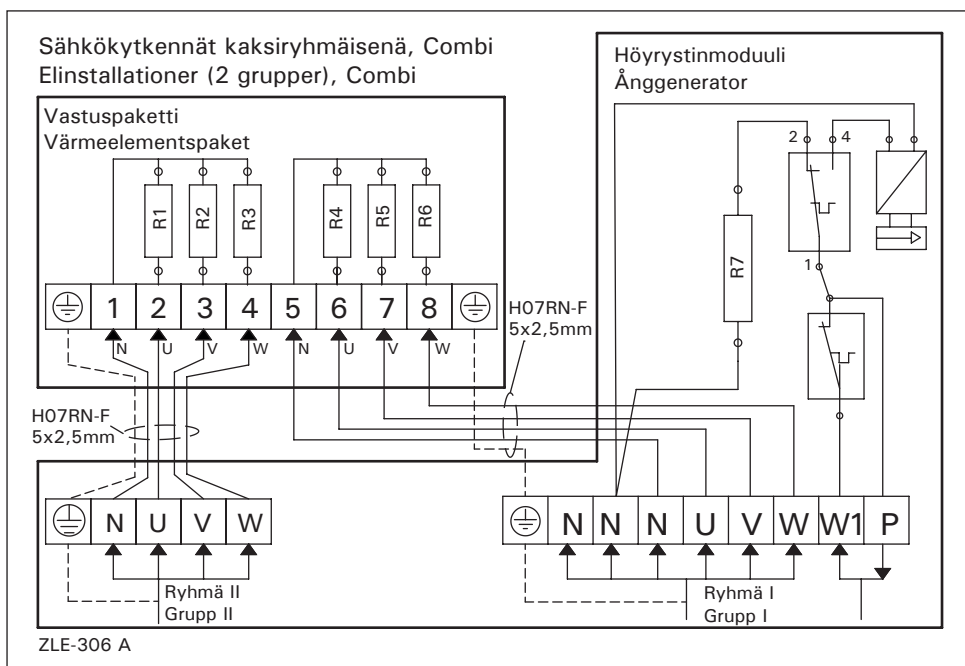 Sähkökytkennät kaksiryhmäisenä, Combi
Elinstallationer (2 grupper), Combi
Höyrystinmoduuli
Ånggenerator
Vastuspaketti
Värmeelementspaket
R1 R2 R3 R4 R5 R6
2 4
R7
1
1 2 3 4 5 6 7 8
N U V W N U V W
H07RN-F
5x2,5mm
H07RN-F
5x2,5mm
N U V W
N N N U V W W1 P
Ryhmä II
Grupp II
Ryhmä I
Grupp I
ZLE-306 A